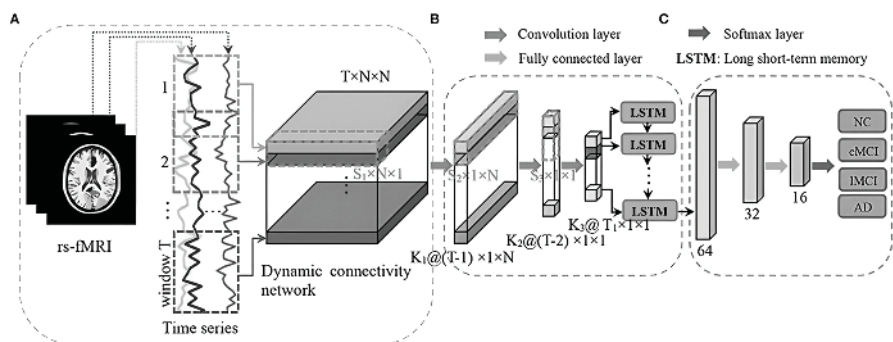 A
B
C
Convolution layer
Fully connected layer
Softmax layer
LSTM: Long short-term memory
T×N×N
1
2
...
window T
rs-fMRI
Time series
Dynamic connectivity
network
S₁×N×1
S₂×1×N
S₃×1×1
K₁@(T-1) ×1×N
K₂@(T-2) ×1×1
K₃@ T₁×1×1
LSTM
LSTM
LSTM
64
32
16
NC
eMCI
lMCI
AD